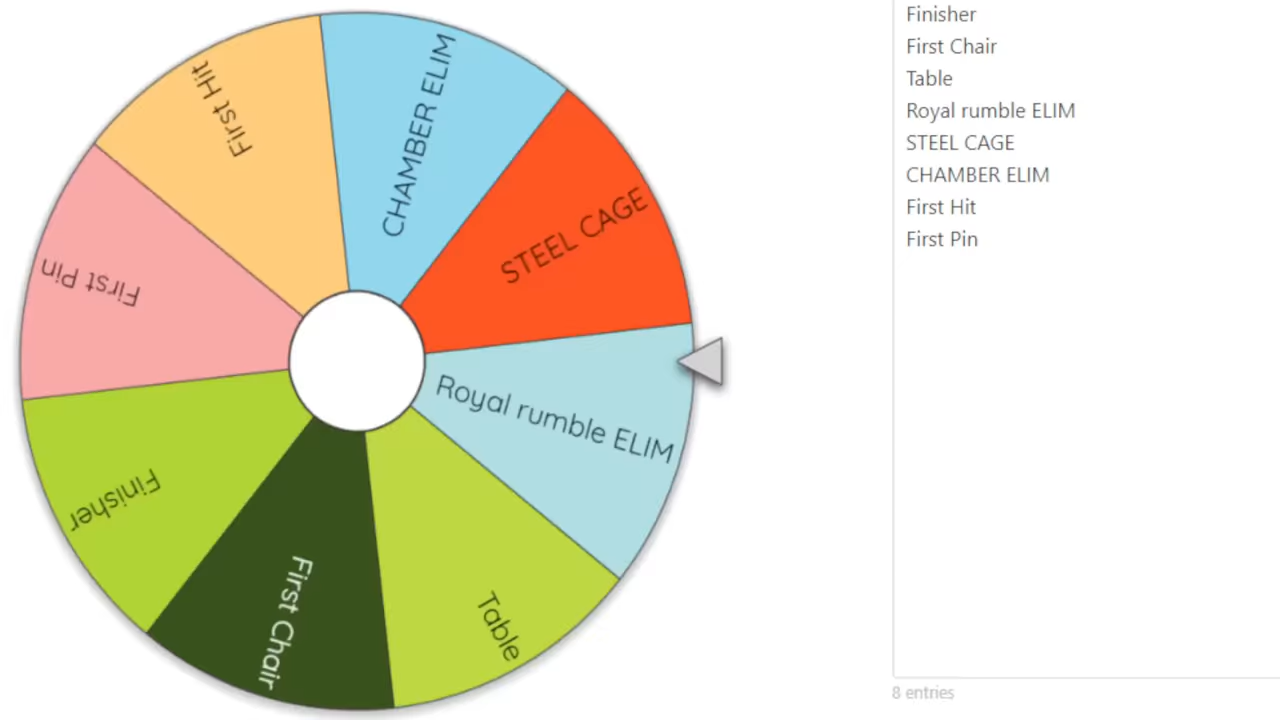 CHAMBER ELIM
STEEL CAGE
Royal rumble ELIM
Table
First Chair
Finisher
First Pin
First Hit
Finisher
First Chair
Table
Royal rumble ELIM
STEEL CAGE
CHAMBER ELIM
First Hit
First Pin
8 entries